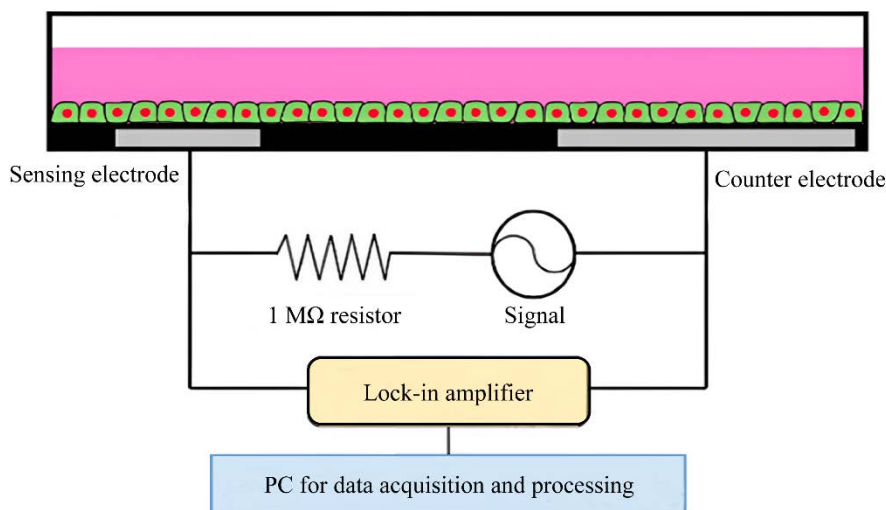 Sensing electrode
Counter electrode
1 MΩ resistor
Signal
Lock-in amplifier
PC for data acquisition and processing